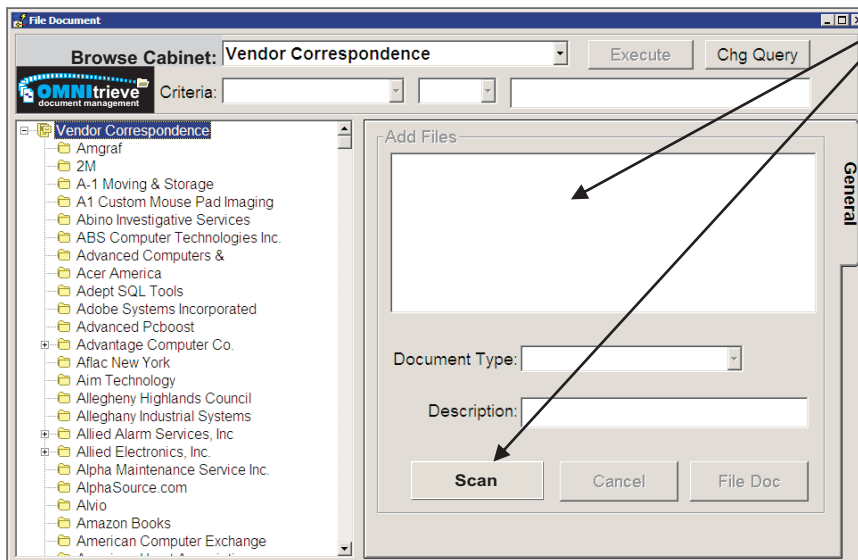 File Document
Browse Cabinet: Vendor Correspondence Execute Chg Query
OMNItrieve
document management
Criteria:
Vendor Correspondence
Amgraf
2M
A-1 Moving & Storage
A1 Custom Mouse Pad Imaging
Abino Investigative Services
ABS Computer Technologies Inc.
Advanced Computers &
Acer America
Adept SQL Tools
Adobe Systems Incorporated
Advanced Pcboost
Advantage Computer Co.
Aflac New York
Aim Technology
Allegheny Highlands Council
Alleghany Industrial Systems
Allied Alarm Services, Inc
Allied Electronics, Inc.
Alpha Maintenance Service Inc.
AlphaSource.com
Alvio
Amazon Books
American Computer Exchange
Add Files
General
Document Type:
Description:
Scan Cancel File Doc